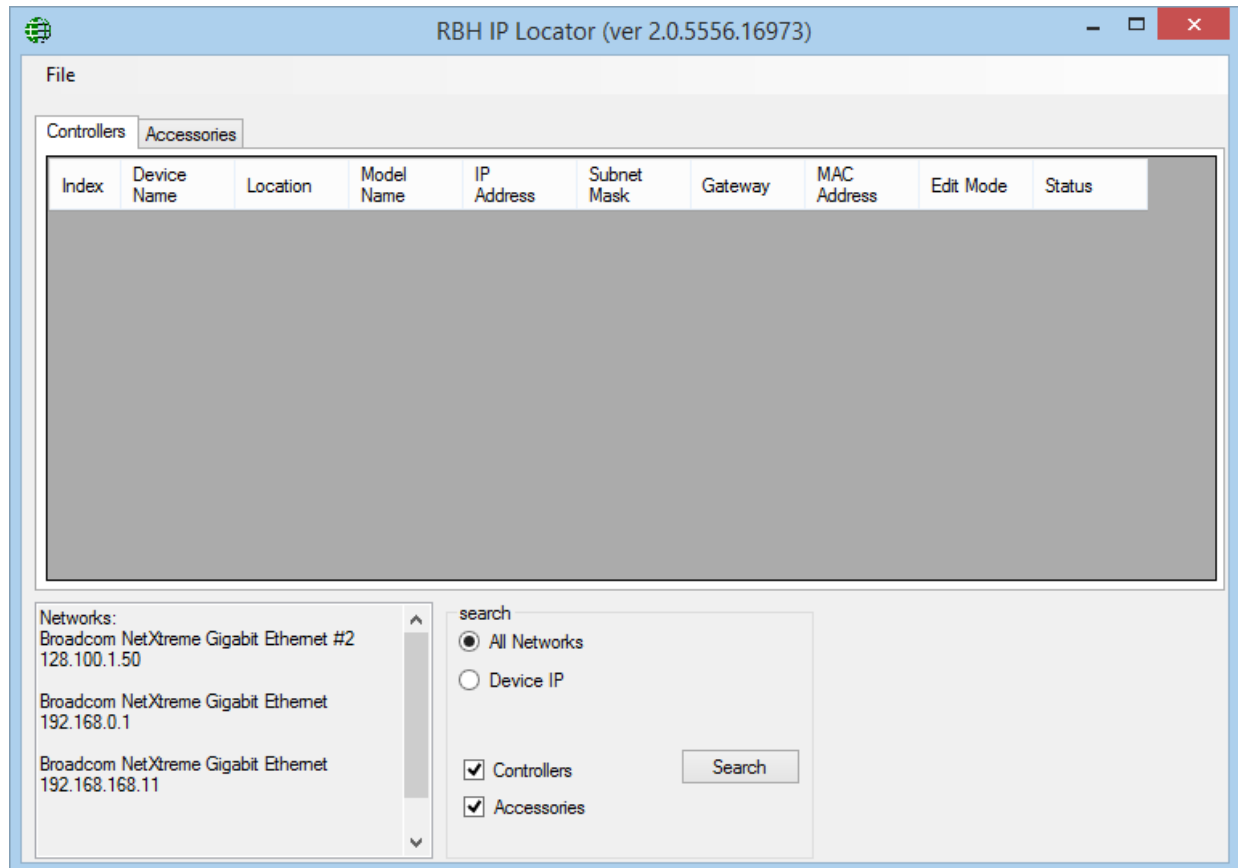 RBH IP Locator (ver 2.0.5556.16973)
File
Controllers
Accessories
Index
Device
Name
Location
Model
Name
IP
Address
Subnet
Mask
Gateway
MAC
Address
Edit Mode
Status
Networks:
Broadcom NetXtreme Gigabit Ethernet #2
128.100.1.50
Broadcom NetXtreme Gigabit Ethernet
192.168.0.1
Broadcom NetXtreme Gigabit Ethernet
192.168.168.11
search
All Networks
Device IP
Controllers
Search
Accessories